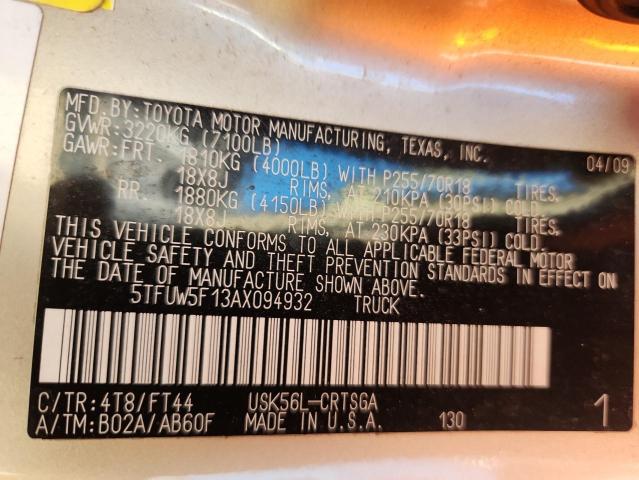 MFD. BY: TOYOTA MOTOR MANUFACTURING, TEXAS, INC. 04/09
GVWR: 3220KG (7100LB)
GAWR: FRT. 1810KG (4000LB) WITH P255/70R18 TIRES,
18X8J RIMS, AT 210KPA (30PSI) COLD
RR. 1880KG (4150LB) WITH P255/70R18 TIRES,
18X8J RIMS, AT 230KPA (33PSI) COLD.
THIS VEHICLE CONFORMS TO ALL APPLICABLE FEDERAL MOTOR
VEHICLE SAFETY AND THEFT PREVENTION STANDARDS IN EFFECT ON
THE DATE OF MANUFACTURE SHOWN ABOVE.
5TFUW5F13AX094932 TRUCK
C/TR: 4T8/FT44 USK56L-CRTSGA
A/TM: B02A/AB60F MADE IN U.S.A. 130 1